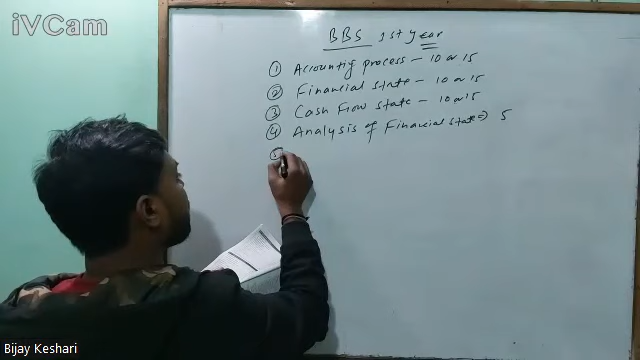 iVCam
BBS 1st year
① Accounting process - 10 or 15
② Financial state - 10 or 15
③ Cash Flow state - 10 or 15
④ Analysis of Financial state => 5
⑤
Bijay Keshari